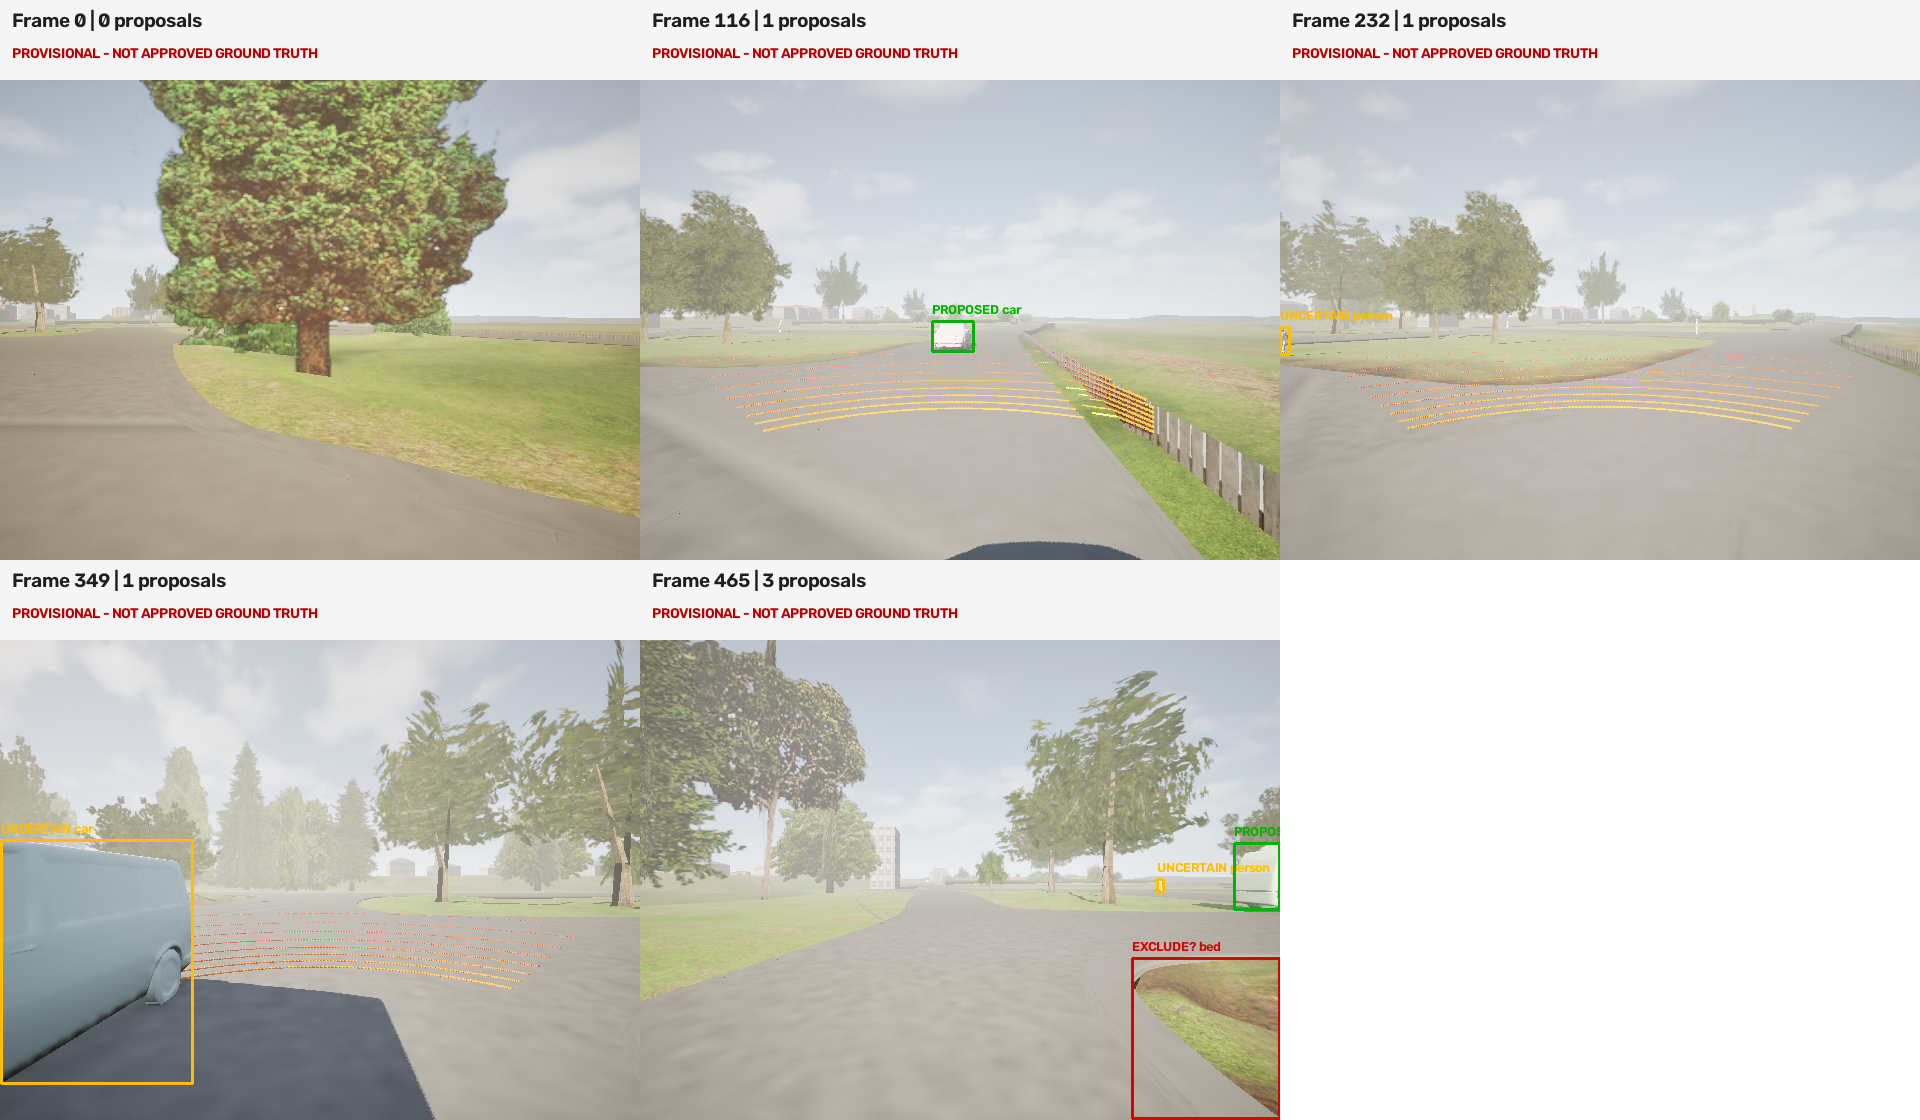 Frame 0 | 0 proposals
PROVISIONAL - NOT APPROVED GROUND TRUTH
Frame 116 | 1 proposals
PROVISIONAL - NOT APPROVED GROUND TRUTH
Frame 232 | 1 proposals
PROVISIONAL - NOT APPROVED GROUND TRUTH
PROPOSED car
UNCERTAIN person
Frame 349 | 1 proposals
PROVISIONAL - NOT APPROVED GROUND TRUTH
Frame 465 | 3 proposals
PROVISIONAL - NOT APPROVED GROUND TRUTH
UNCERTAIN car
PROPOS
UNCERTAIN person
EXCLUDE? bed